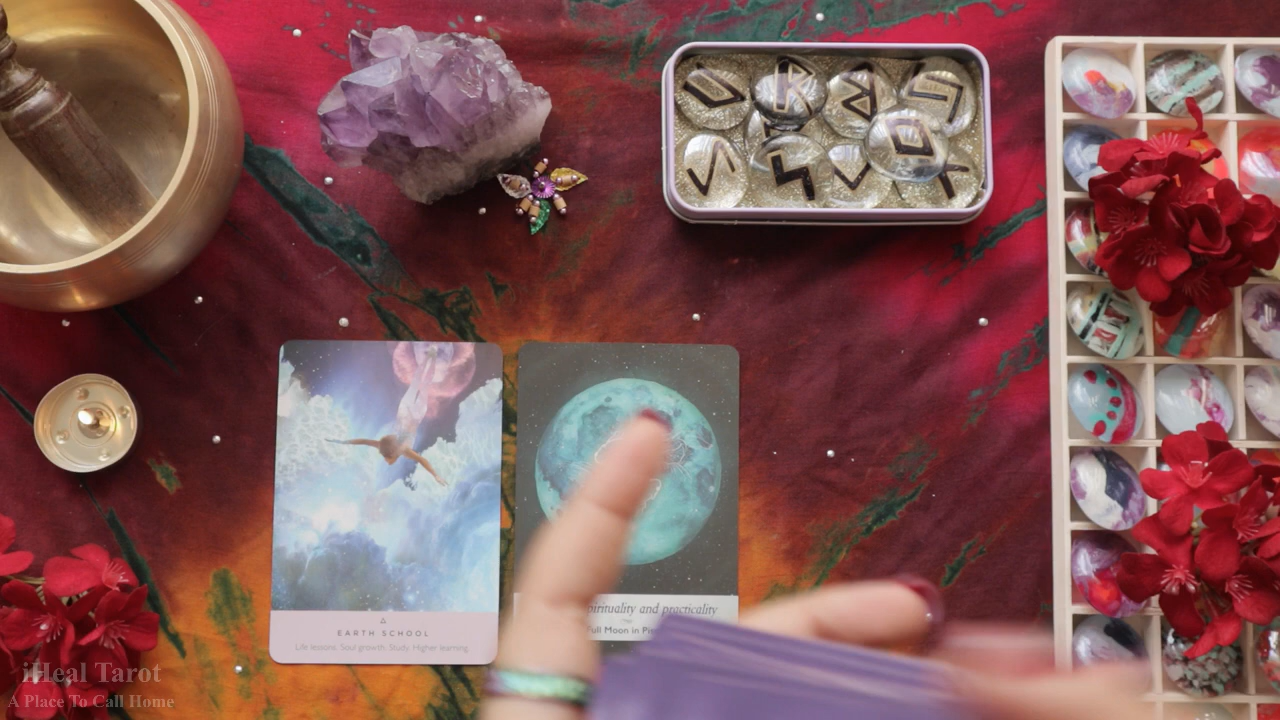 EARTH SCHOOL
Life lessons. Soul growth. Study. Higher learning.
pirituality and practicality
Full Moon in Pi
iHeal Tarot
A Place To Call Home